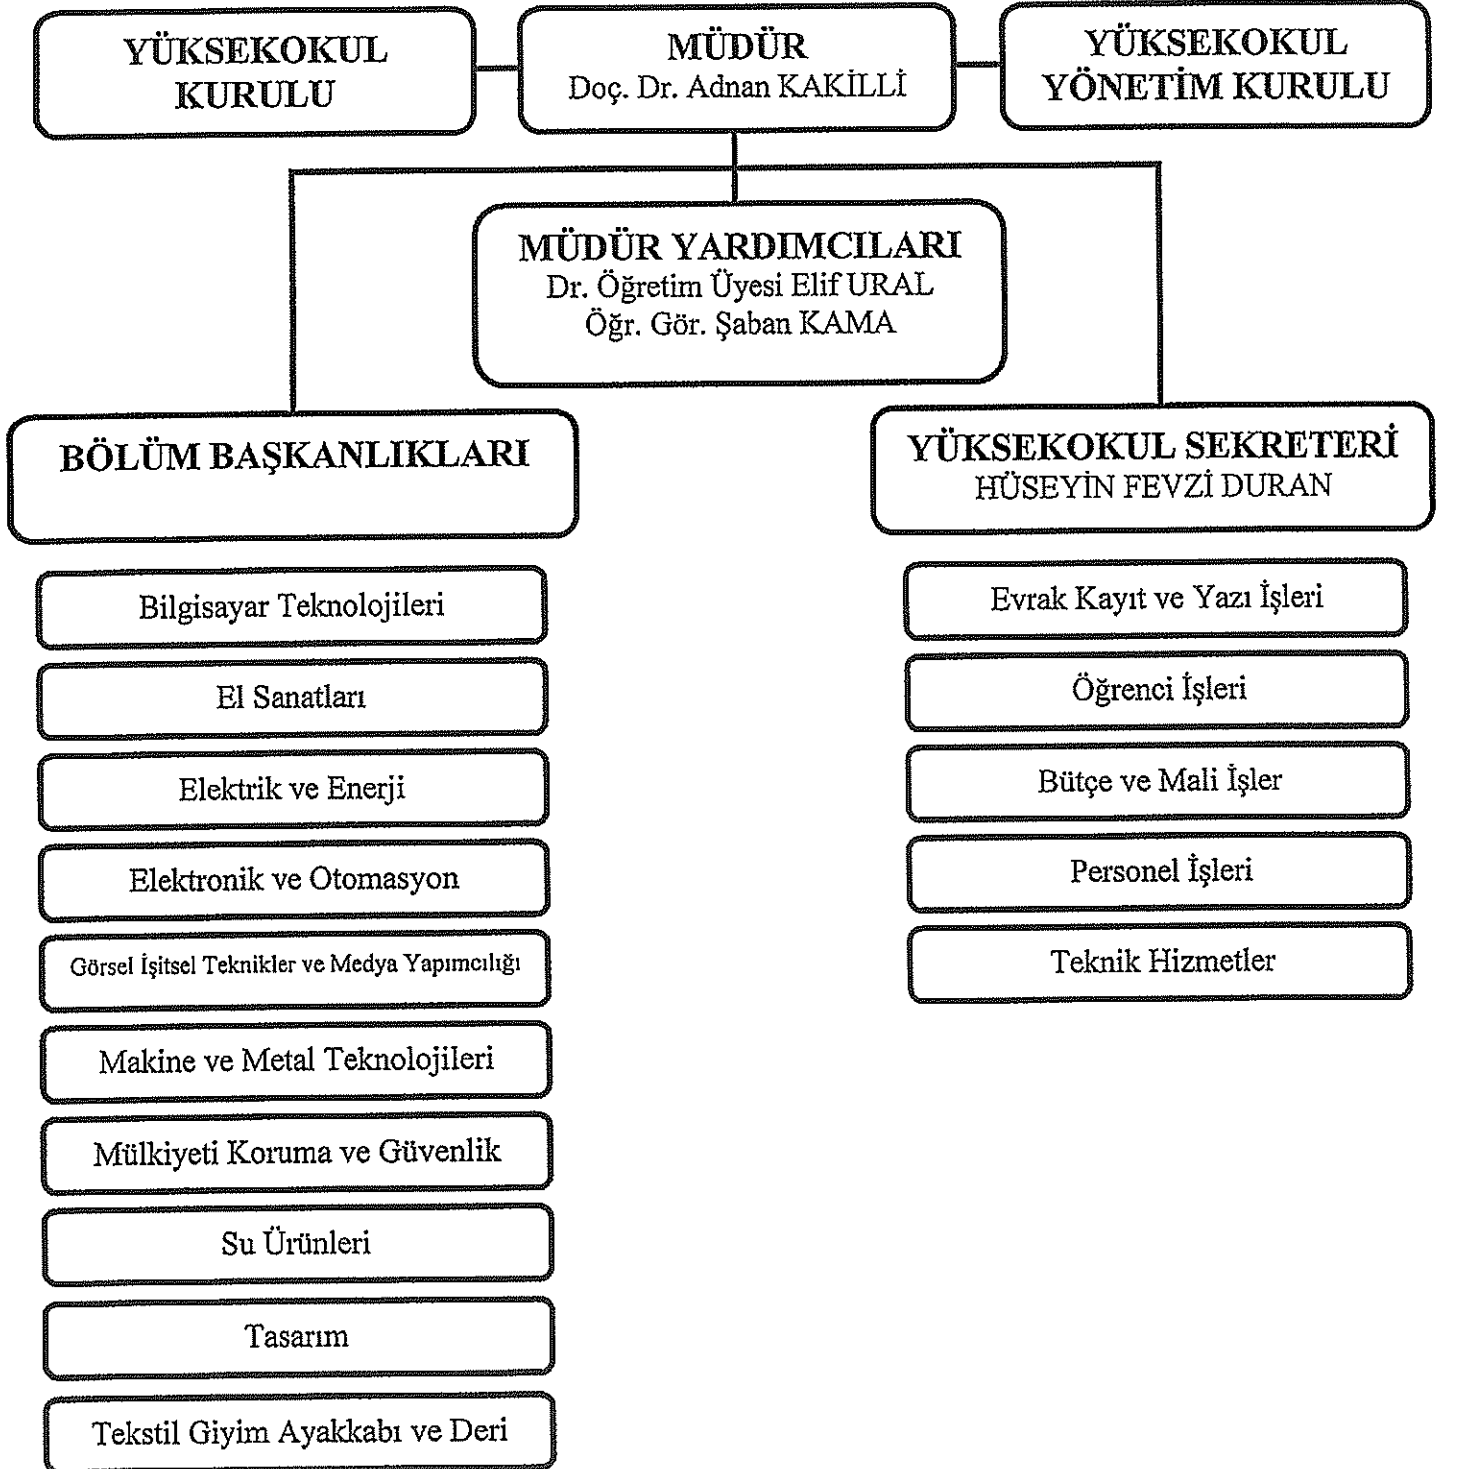 YÜKSEKOKUL
KURULU
MÜDÜR
Doç. Dr. Adnan KAKİLLİ
YÜKSEKOKUL
YÖNETİM KURULU
MÜDÜR YARDIMCILARI
Dr. Öğretim Üyesi Elif URAL
Öğr. Gör. Şaban KAMA
BÖLÜM BAŞKANLIKLARI
Bilgisayar Teknolojileri
El Sanatları
Elektrik ve Enerji
Elektronik ve Otomasyon
Görsel İşitsel Teknikler ve Medya Yapımcılığı
Makine ve Metal Teknolojileri
Mülkiyeti Koruma ve Güvenlik
Su Ürünleri
Tasarım
Tekstil Giyim Ayakkabı ve Deri
YÜKSEKOKUL SEKRETERİ
HÜSEYİN FEVZİ DURAN
Evrak Kayıt ve Yazı İşleri
Öğrenci İşleri
Bütçe ve Mali İşler
Personel İşleri
Teknik Hizmetler